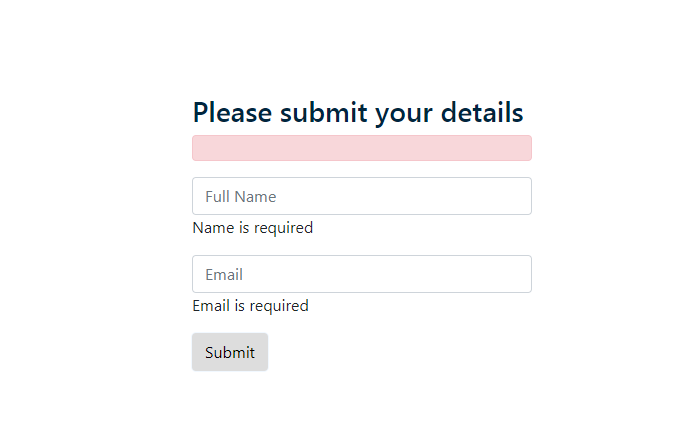 Please submit your details
Full Name
Name is required
Email
Email is required
Submit